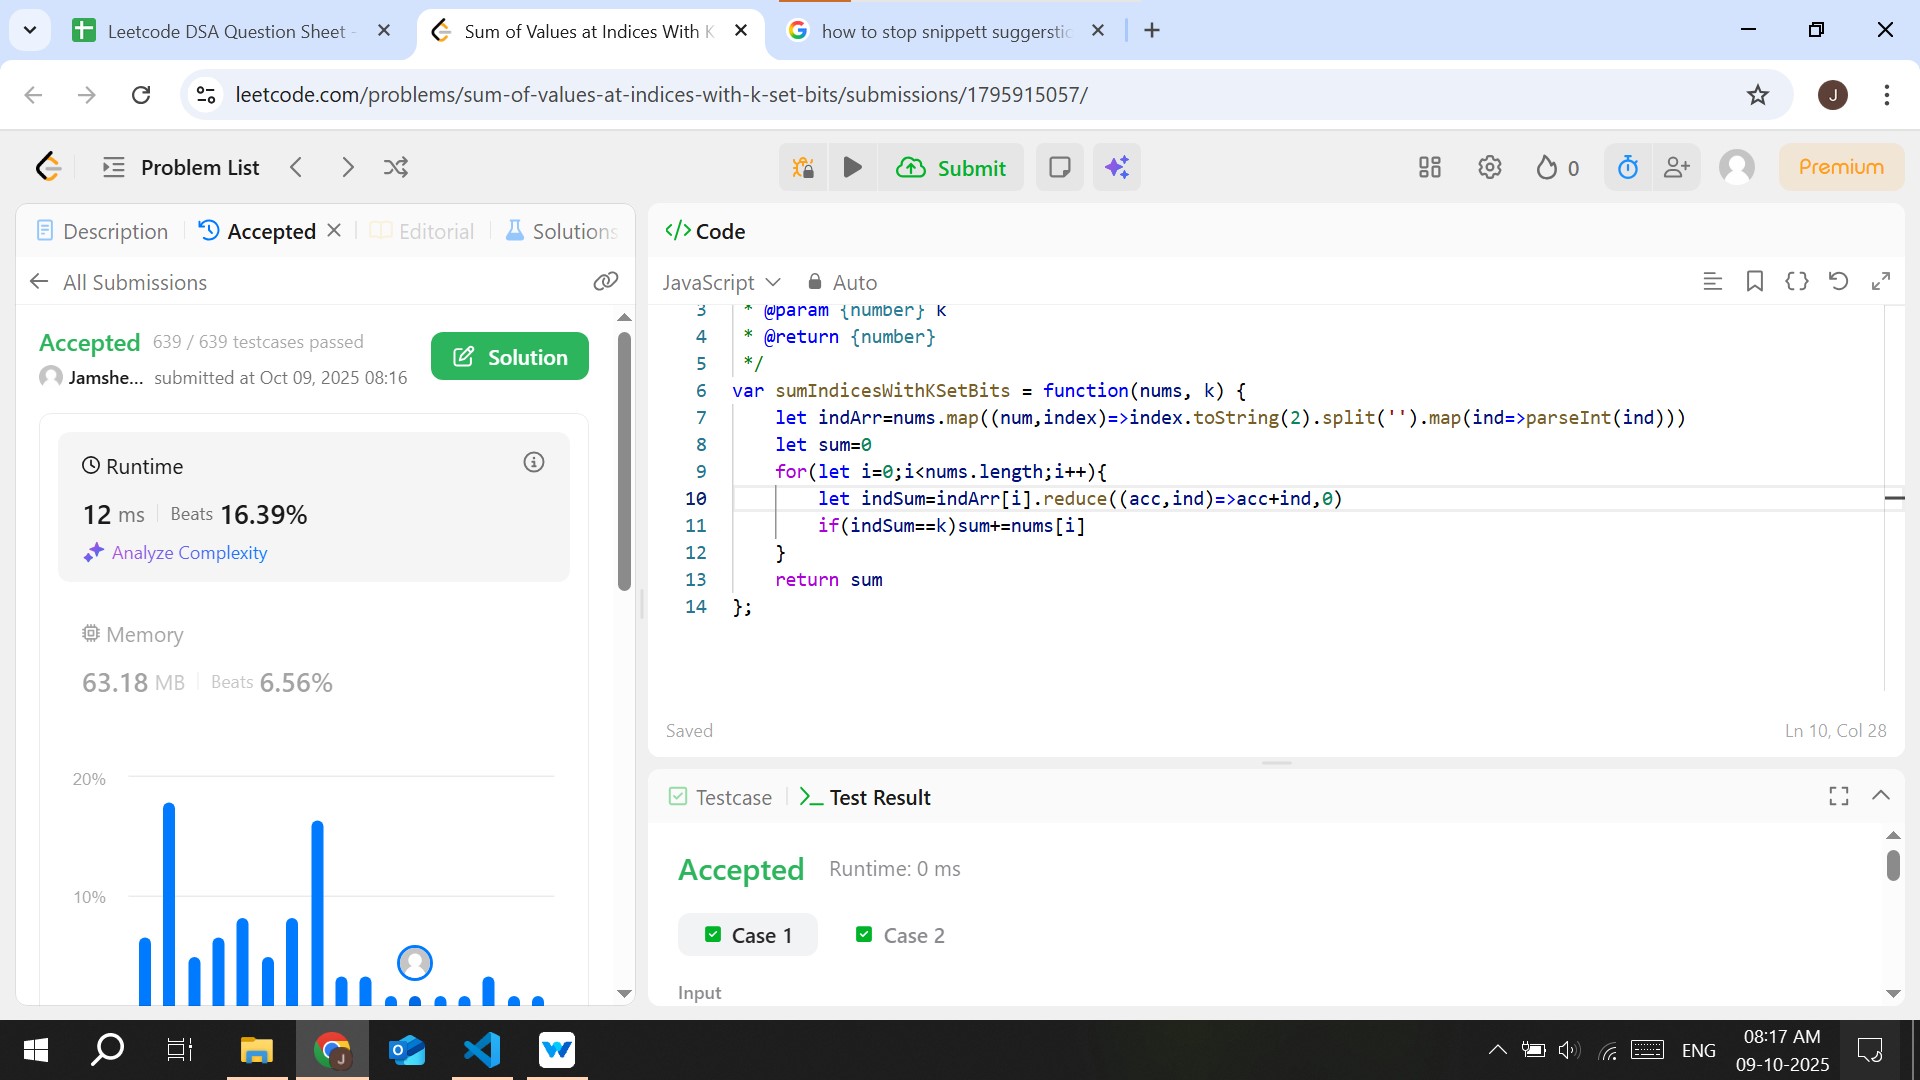 Leetcode DSA Question Sheet -
Sum of Values at Indices With K
how to stop snippett suggerstic
leetcode.com/problems/sum-of-values-at-indices-with-k-set-bits/submissions/1795915057/
J
Problem List
Submit
0
Premium
Description
Accepted
Editorial
Solutions
All Submissions
Accepted 639 / 639 testcases passed
Jamshe... submitted at Oct 09, 2025 08:16
Solution
Runtime
12 ms Beats 16.39%
Analyze Complexity
Memory
63.18 MB Beats 6.56%
20%
10%
</> Code
JavaScript
Auto
3 * @param {number} k
4 * @return {number}
5 */
6 var sumIndicesWithKSetBits = function(nums, k) {
7 let indArr=nums.map((num,index)=>index.toString(2).split('').map(ind=>parseInt(ind)))
8 let sum=0
9 for(let i=0;i<nums.length;i++){
10 let indSum=indArr[i].reduce((acc,ind)=>acc+ind,0)
11 if(indSum==k)sum+=nums[i]
12 }
13 return sum
14 };
Saved
Ln 10, Col 28
Testcase
Test Result
Accepted Runtime: 0 ms
Case 1
Case 2
Input
ENG
08:17 AM
09-10-2025